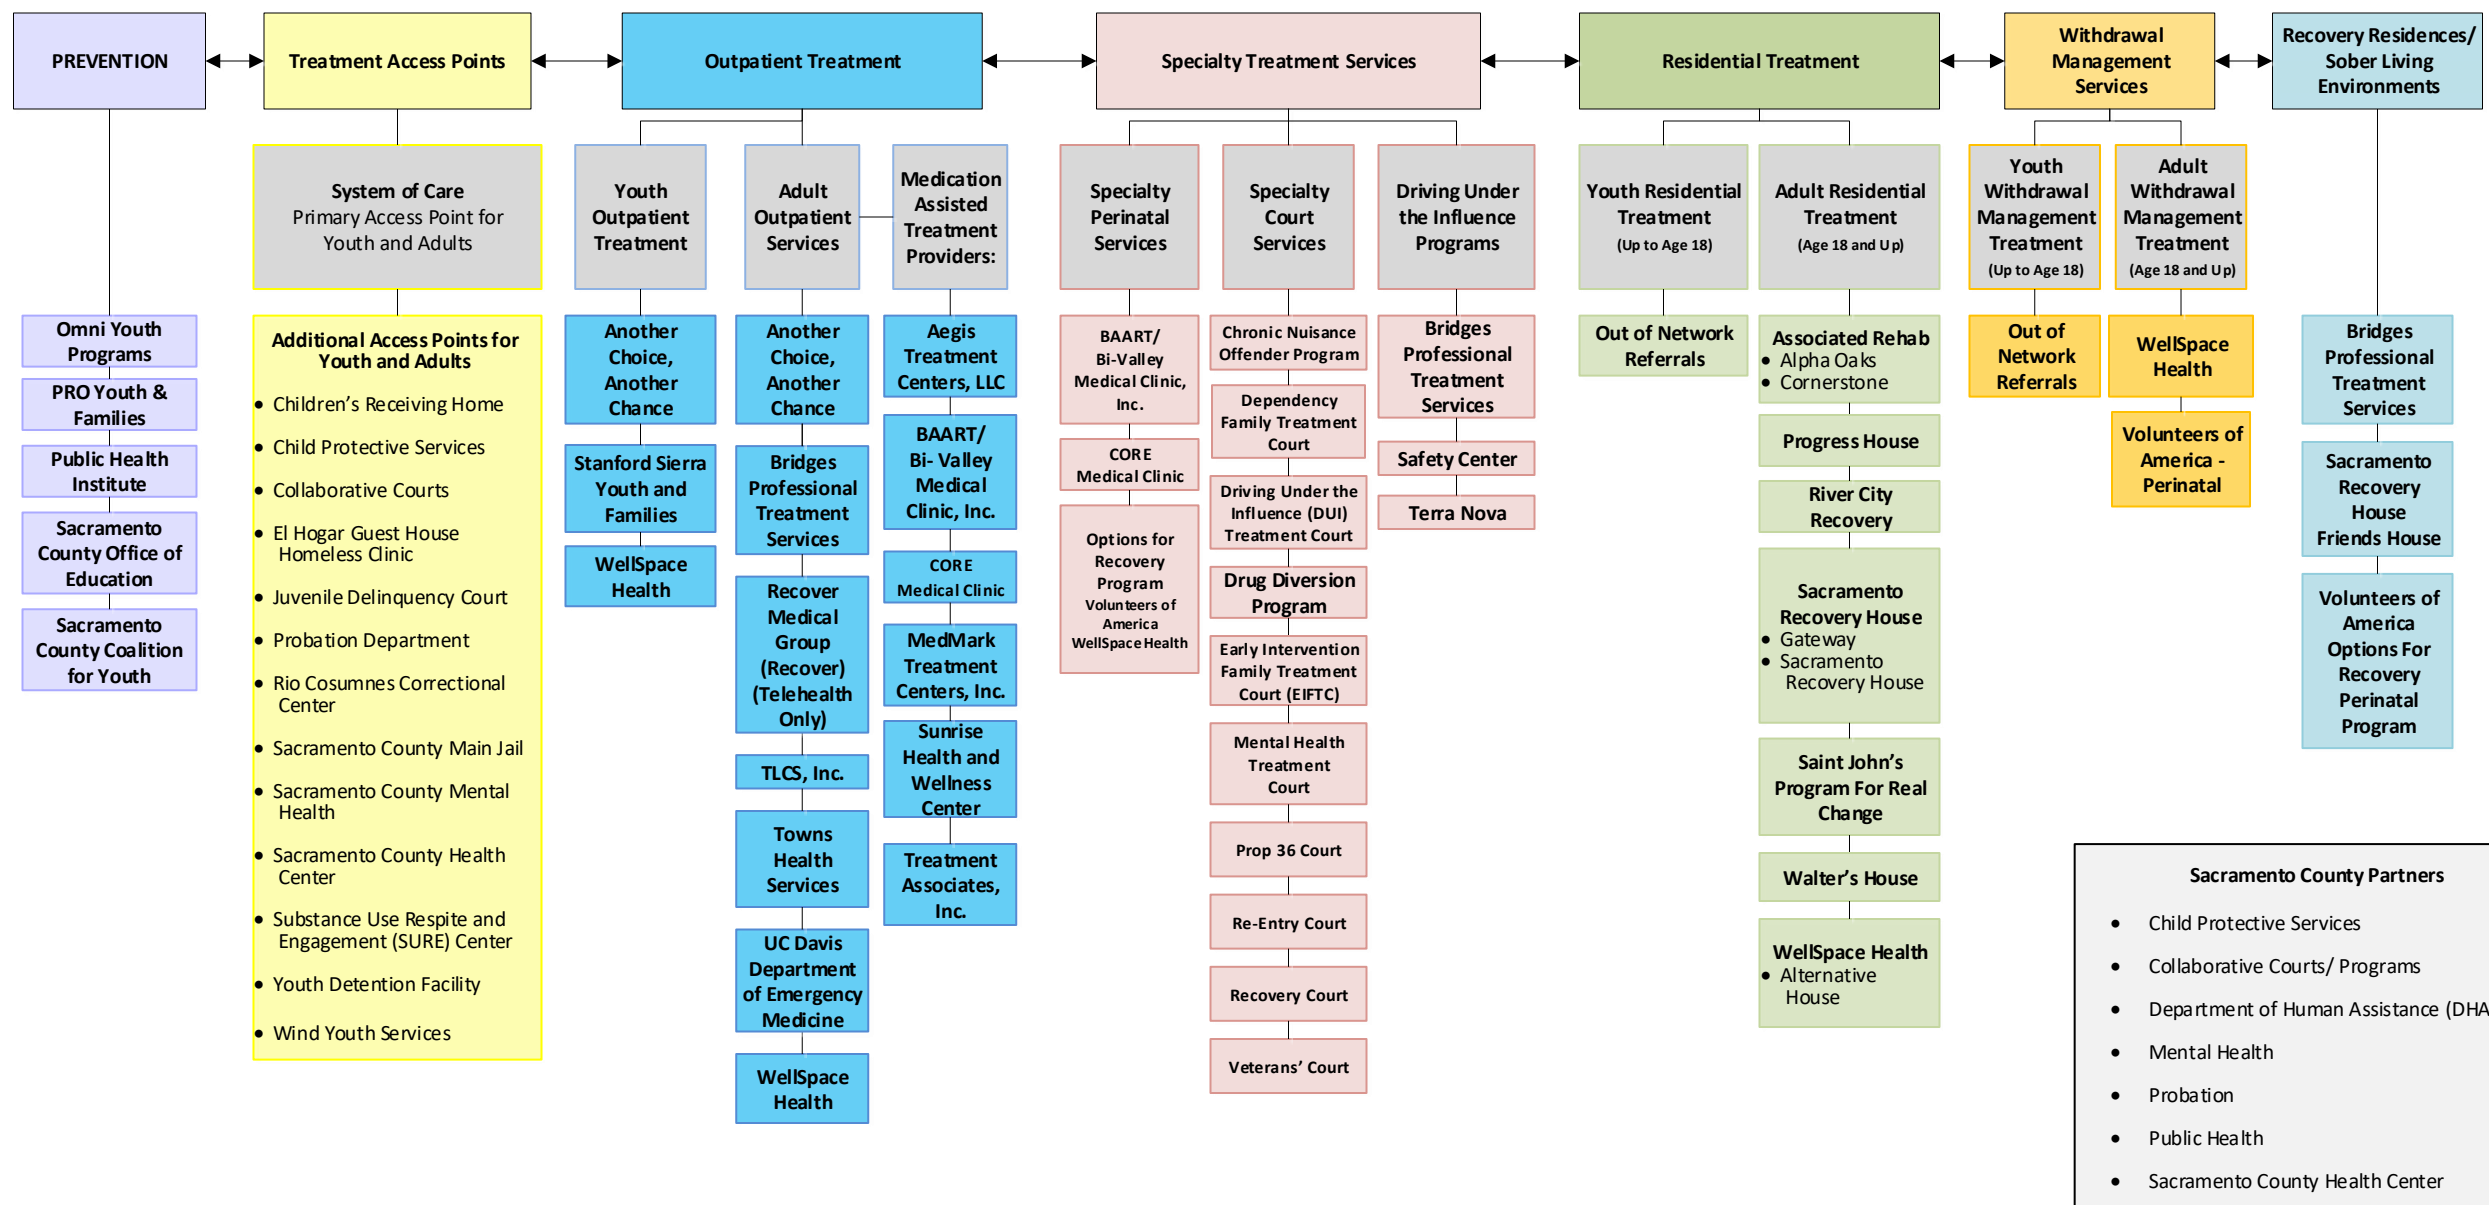 PREVENTION
Treatment Access Points
Outpatient Treatment
Specialty Treatment Services
Residential Treatment
Withdrawal
Management
Services
Recovery Residences/
Sober Living
Environments
Omni Youth
Programs
PRO Youth &
Families
Public Health
Institute
Sacramento
County Office of
Education
Sacramento
County Coalition
for Youth
System of Care
Primary Access Point for
Youth and Adults
Additional Access Points for
Youth and Adults
• Children's Receiving Home
• Child Protective Services
• Collaborative Courts
• El Hogar Guest House
Homeless Clinic
• Juvenile Delinquency Court
• Probation Department
• Rio Cosumnes Correctional
Center
• Sacramento County Main Jail
• Sacramento County Mental
Health
• Sacramento County Health
Center
• Substance Use Respite and
Engagement (SURE) Center
• Youth Detention Facility
• Wind Youth Services
Youth
Outpatient
Treatment
Another
Choice,
Another
Chance
Stanford Sierra
Youth and
Families
WellSpace
Health
Adult
Outpatient
Services
Another
Choice,
Another
Chance
Bridges
Professional
Treatment
Services
Recover
Medical
Group
(Recover)
(Telehealth
Only)
TLCS, Inc.
Towns
Health
Services
UC Davis
Department
of Emergency
Medicine
WellSpace
Health
Medication
Assisted
Treatment
Providers:
Aegis
Treatment
Centers, LLC
BAART/
Bi- Valley
Medical
Clinic, Inc.
CORE
Medical Clinic
MedMark
Treatment
Centers, Inc.
Sunrise
Health and
Wellness
Center
Treatment
Associates,
Inc.
Specialty
Perinatal
Services
BAART/
Bi-Valley
Medical Clinic,
Inc.
CORE
Medical Clinic
Options for
Recovery
Program
Volunteers of
America
WellSpace Health
Specialty
Court
Services
Chronic Nuisance
Offender Program
Dependency
Family Treatment
Court
Driving Under the
Influence (DUI)
Treatment Court
Drug Diversion
Program
Early Intervention
Family Treatment
Court (EIFTC)
Mental Health
Treatment
Court
Prop 36 Court
Re-Entry Court
Recovery Court
Veterans' Court
Driving Under
the Influence
Programs
Bridges
Professional
Treatment
Services
Safety Center
Terra Nova
Youth Residential
Treatment
(Up to Age 18)
Out of Network
Referrals
Adult Residential
Treatment
(Age 18 and Up)
Associated Rehab
• Alpha Oaks
• Cornerstone
Progress House
River City
Recovery
Sacramento
Recovery House
• Gateway
• Sacramento
Recovery House
Saint John's
Program For Real
Change
Walter's House
WellSpace Health
• Alternative
House
Youth
Withdrawal
Management
Treatment
(Up to Age 18)
Out of
Network
Referrals
Adult
Withdrawal
Management
Treatment
(Age 18 and Up)
WellSpace
Health
Volunteers of
America -
Perinatal
Bridges
Professional
Treatment
Services
Sacramento
Recovery
House
Friends House
Volunteers of
America
Options For
Recovery
Perinatal
Program
Sacramento County Partners
• Child Protective Services
• Collaborative Courts/ Programs
• Department of Human Assistance (DHA
• Mental Health
• Probation
• Public Health
• Sacramento County Health Center